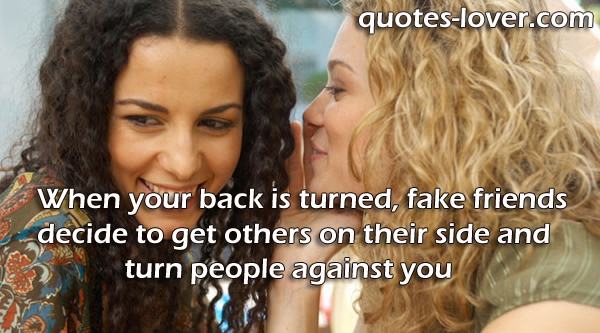 quotes-lover.com
When your back is turned, fake friends
decide to get others on their side and
turn people against you